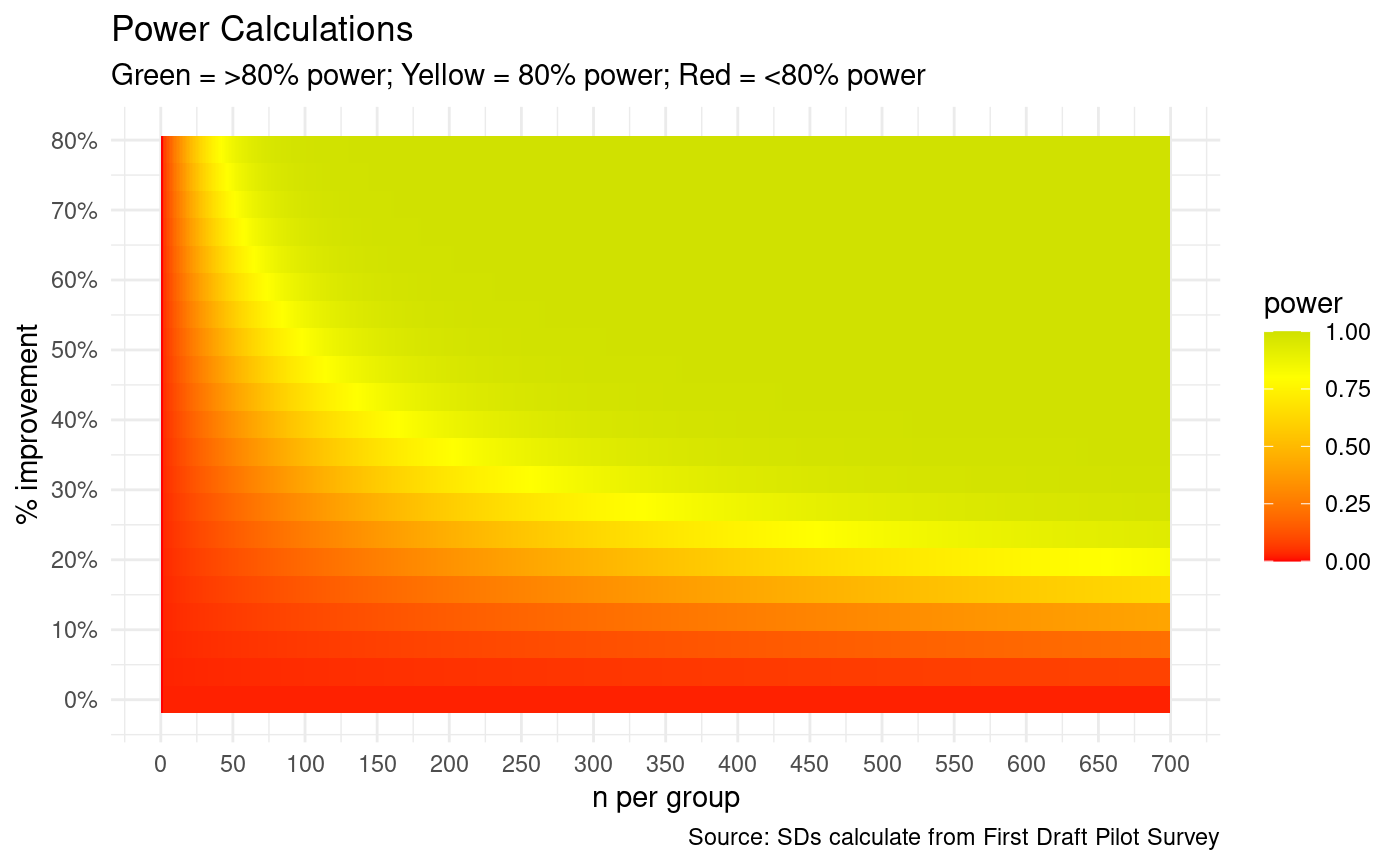 Power Calculations
Green = >80% power; Yellow = 80% power; Red = <80% power
80%
70%
60%
50%
40%
30%
20%
10%
0%
% improvement
0 50 100 150 200 250 300 350 400 450 500 550 600 650 700
n per group
power
1.00
0.75
0.50
0.25
0.00
Source: SDs calculate from First Draft Pilot Survey